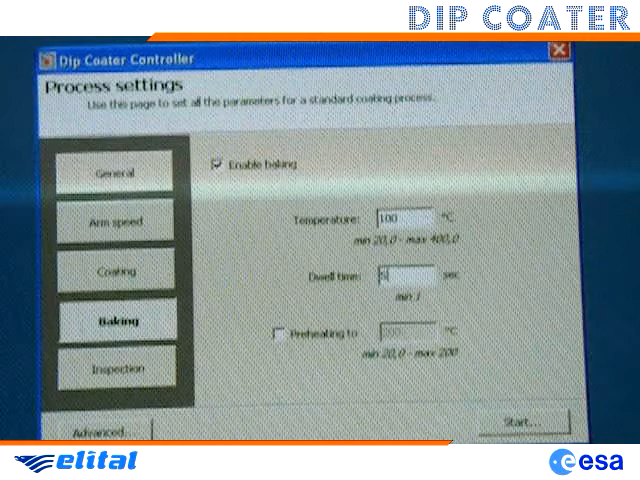 DIP COATER
Dip Coater Controller
Process settings
Use this page to set all the parameters for a standard coating process.
General
Enable baking
Arm speed
Temperature: 100 °C
min 20,0 - max 400,0
Coating
Dwell time: 5 sec
min 1
Baking
Preheating to 200 °C
min 20,0 - max 200
Inspection
Advanced...
Start...
elital
esa